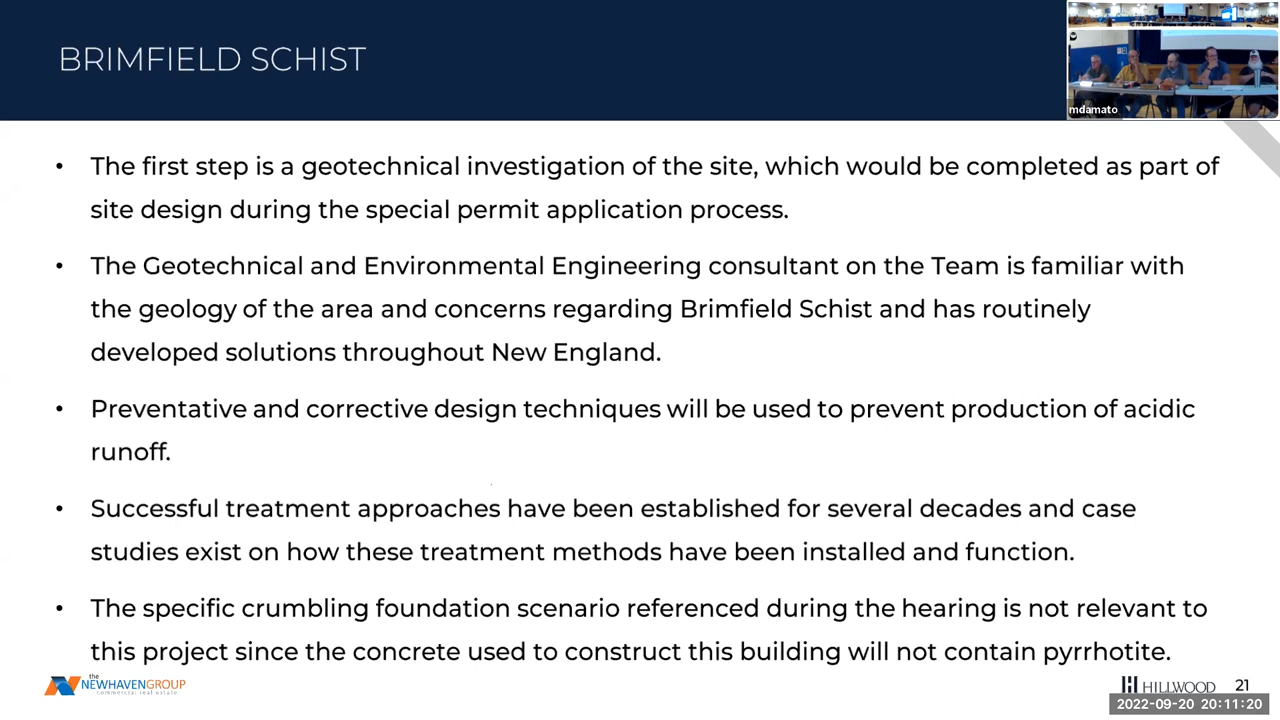 BRIMFIELD SCHIST
mdamato
• The first step is a geotechnical investigation of the site, which would be completed as part of
site design during the special permit application process.
• The Geotechnical and Environmental Engineering consultant on the Team is familiar with
the geology of the area and concerns regarding Brimfield Schist and has routinely
developed solutions throughout New England.
• Preventative and corrective design techniques will be used to prevent production of acidic
runoff.
• Successful treatment approaches have been established for several decades and case
studies exist on how these treatment methods have been installed and function.
• The specific crumbling foundation scenario referenced during the hearing is not relevant to
this project since the concrete used to construct this building will not contain pyrrhotite.
the
NEWHAVENGROUP
commercial real estate
HILLWOOD
21
2022-09-20 20:11:20